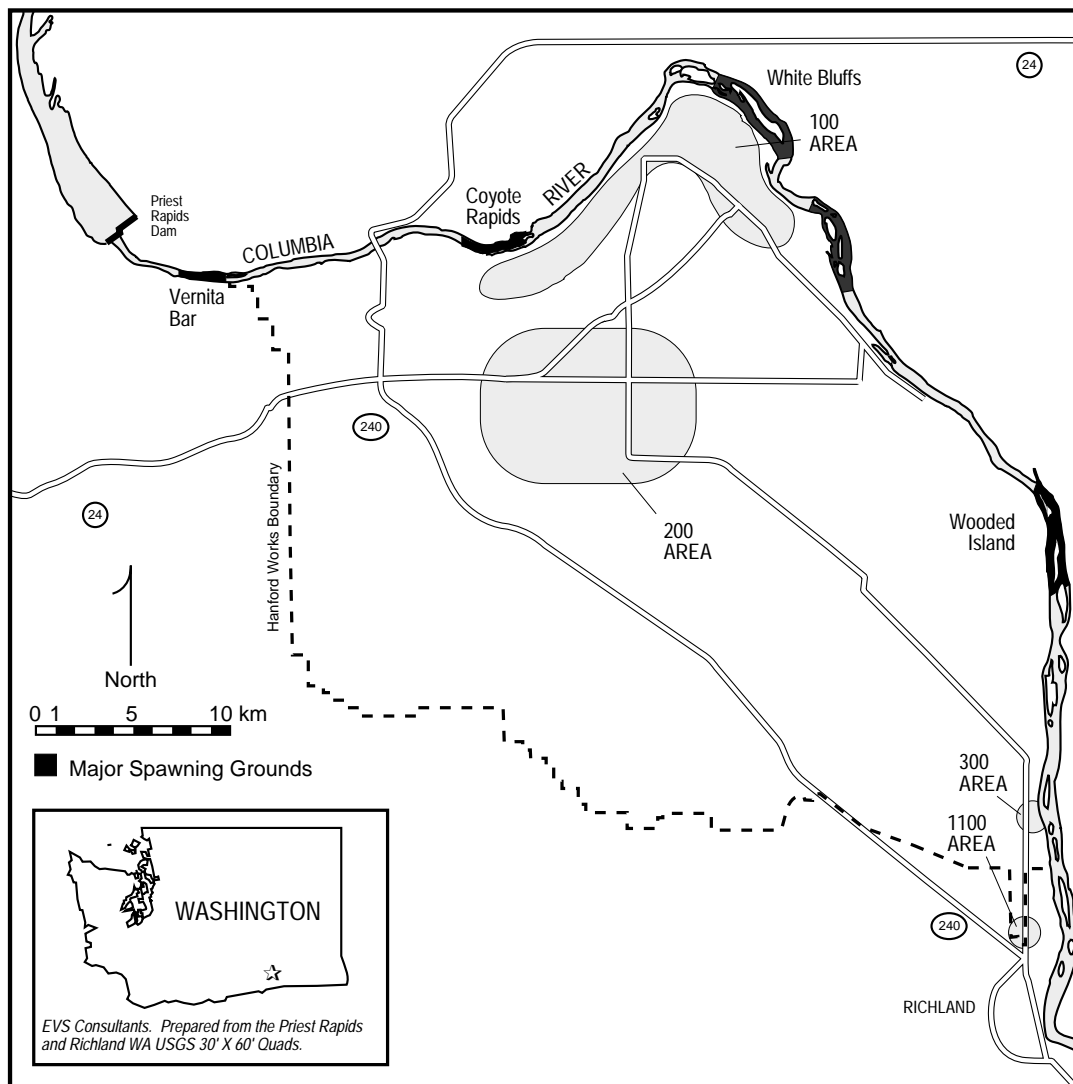 24
White Bluffs
100
AREA
Priest
Rapids
Dam
Coyote
Rapids
RIVER
COLUMBIA
Vernita
Bar
240
24
Hanford Works Boundary
200
AREA
Wooded
Island
North
0 1 5 10 km
Major Spawning Grounds
300
AREA
1100
AREA
240
RICHLAND
WASHINGTON
EVS Consultants. Prepared from the Priest Rapids
and Richland WA USGS 30' X 60' Quads.